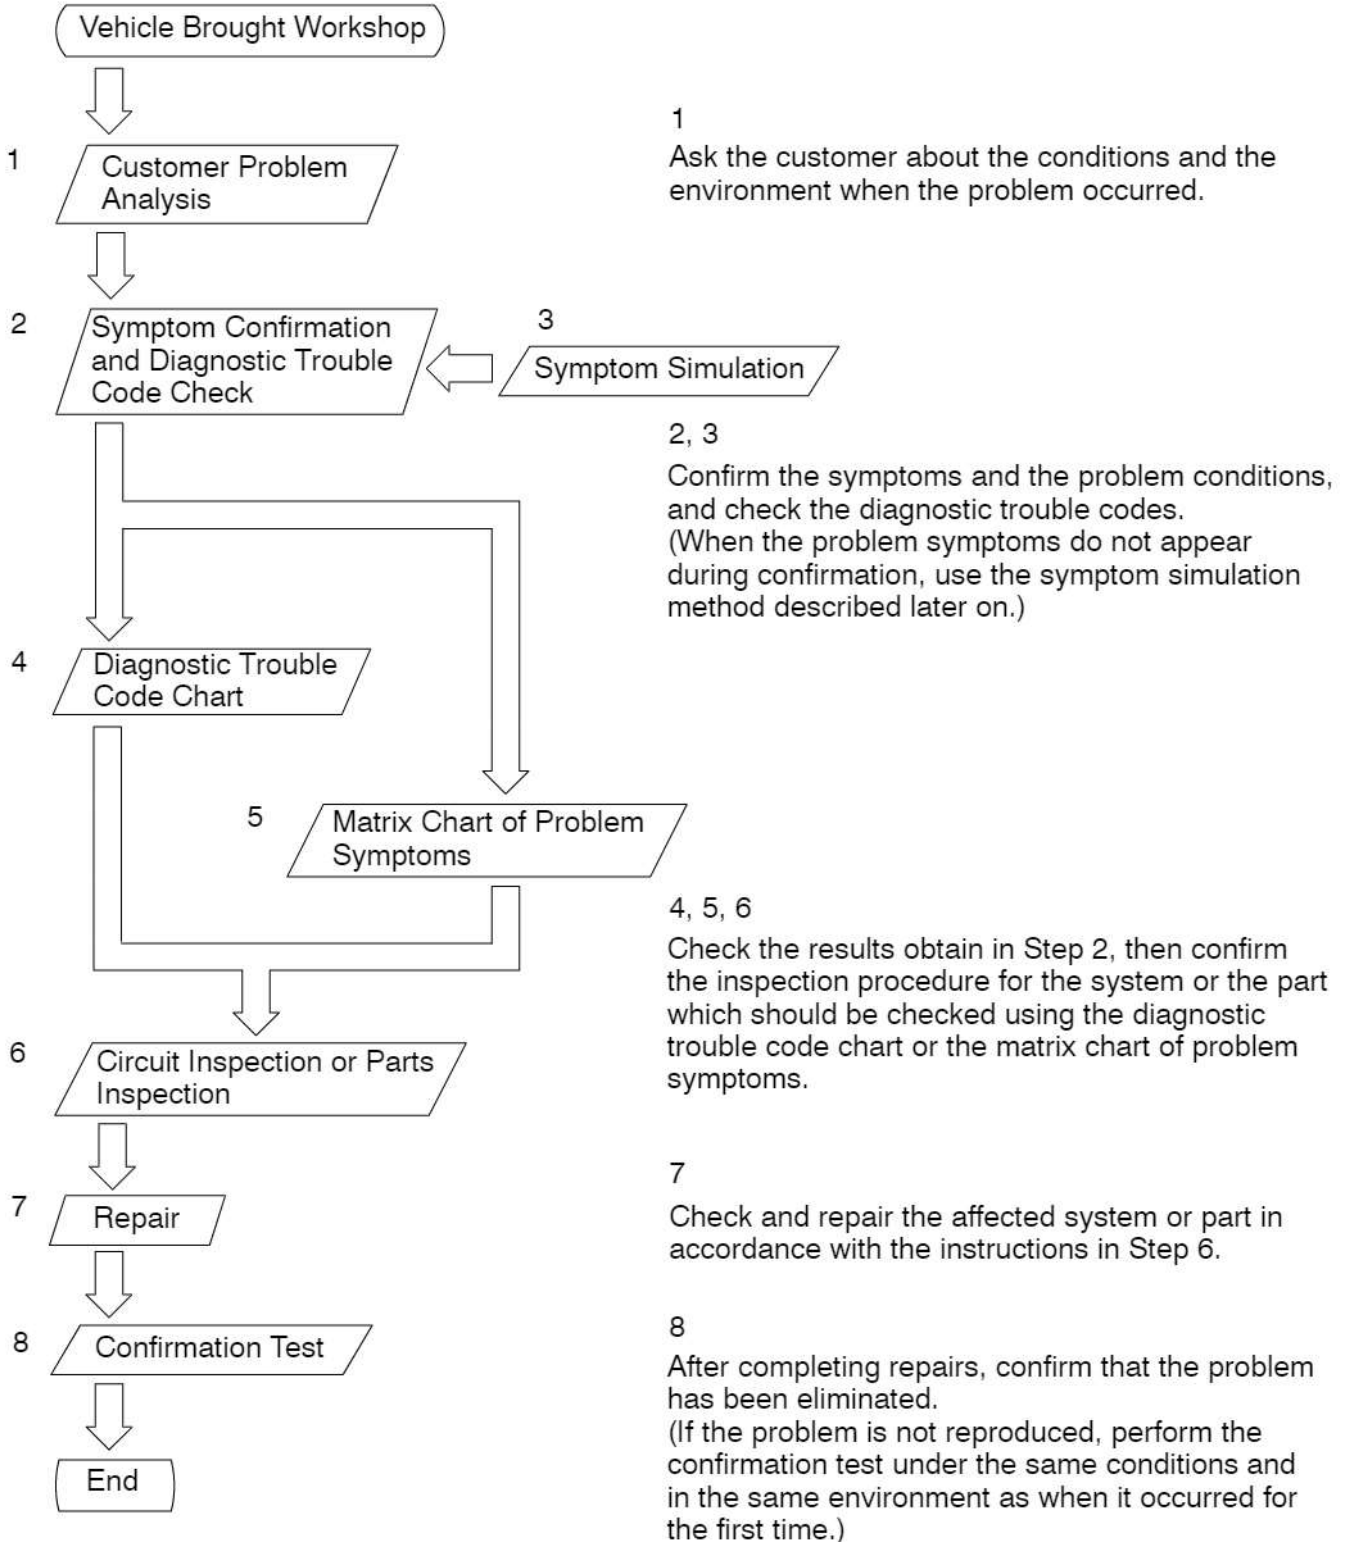 Vehicle Brought Workshop
1
Customer Problem
Analysis
2
Symptom Confirmation
and Diagnostic Trouble
Code Check
3
Symptom Simulation
4
Diagnostic Trouble
Code Chart
5
Matrix Chart of Problem
Symptoms
6
Circuit Inspection or Parts
Inspection
7
Repair
8
Confirmation Test
End
1
Ask the customer about the conditions and the
environment when the problem occurred.
2, 3
Confirm the symptoms and the problem conditions,
and check the diagnostic trouble codes.
(When the problem symptoms do not appear
during confirmation, use the symptom simulation
method described later on.)
4, 5, 6
Check the results obtain in Step 2, then confirm
the inspection procedure for the system or the part
which should be checked using the diagnostic
trouble code chart or the matrix chart of problem
symptoms.
7
Check and repair the affected system or part in
accordance with the instructions in Step 6.
8
After completing repairs, confirm that the problem
has been eliminated.
(If the problem is not reproduced, perform the
confirmation test under the same conditions and
in the same environment as when it occurred for
the first time.)